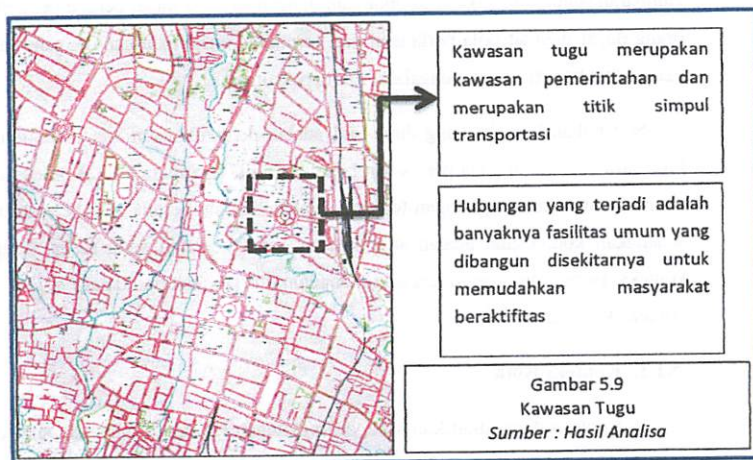 Kawasan tugu merupakan
kawasan pemerintahan dan
merupakan titik simpul
transportasi
Hubungan yang terjadi adalah
banyaknya fasilitas umum yang
dibangun disekitarnya untuk
memudahkan masyarakat
beraktifitas
Gambar 5.9
Kawasan Tugu
Sumber : Hasil Analisa